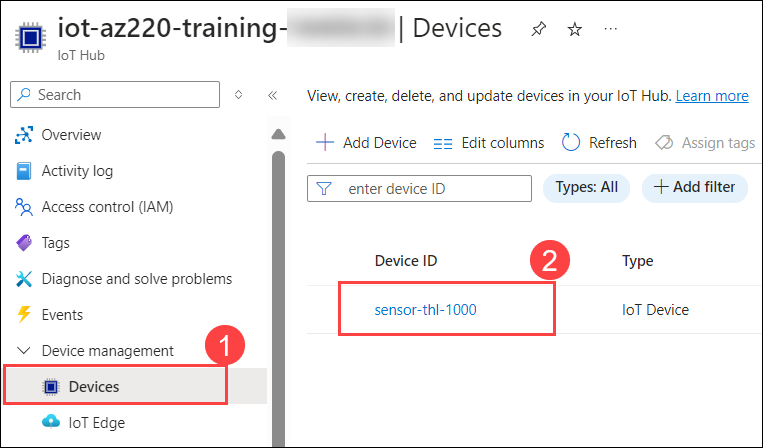 iot-az220-training- | Devices
IoT Hub
Search
Overview
Activity log
Access control (IAM)
Tags
Diagnose and solve problems
Events
Device management
1
Devices
IoT Edge
View, create, delete, and update devices in your IoT Hub. Learn more
Add Device Edit columns Refresh Assign tags
enter device ID Types: All Add filter
Device ID 2 Type
sensor-thl-1000 IoT Device